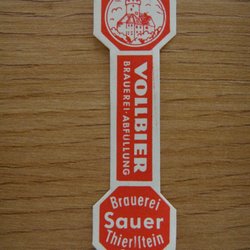 VOLLBIER
BRAUEREI-ABFÜLLUNG
Brauerei
Sauer
Thierlstein